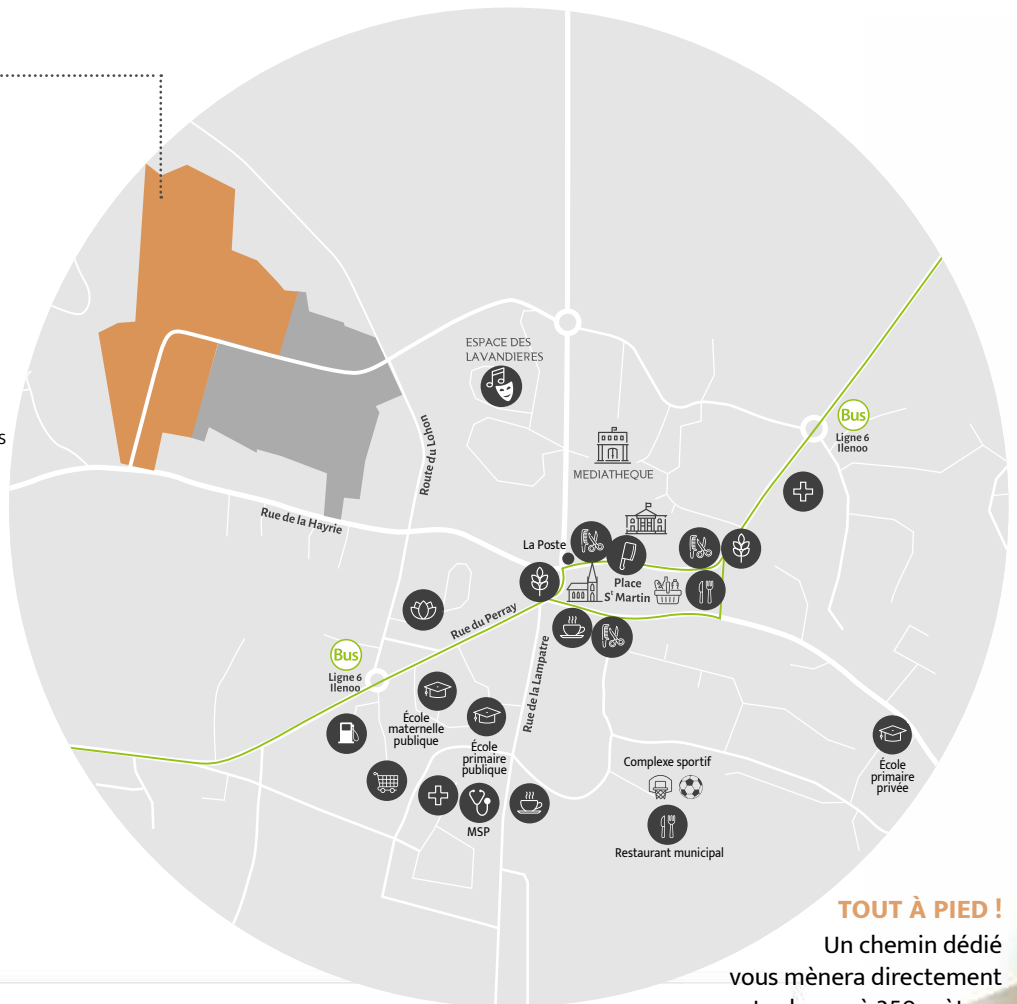 ESPACE DES
LAVANDIERES
Bus
Ligne 6
Ilenoo
s
Route du Lohon
MEDIATHEQUE
Rue de la Hayrie
La Poste
Place
St Martin
Rue du Perray
Rue de la Lampatre
Bus
Ligne 6
Ilenoo
École
maternelle
publique
École
primaire
publique
MSP
Complexe sportif
Restaurant municipal
École
primaire
privée
TOUT À PIED !
Un chemin dédié
vous mènera directement